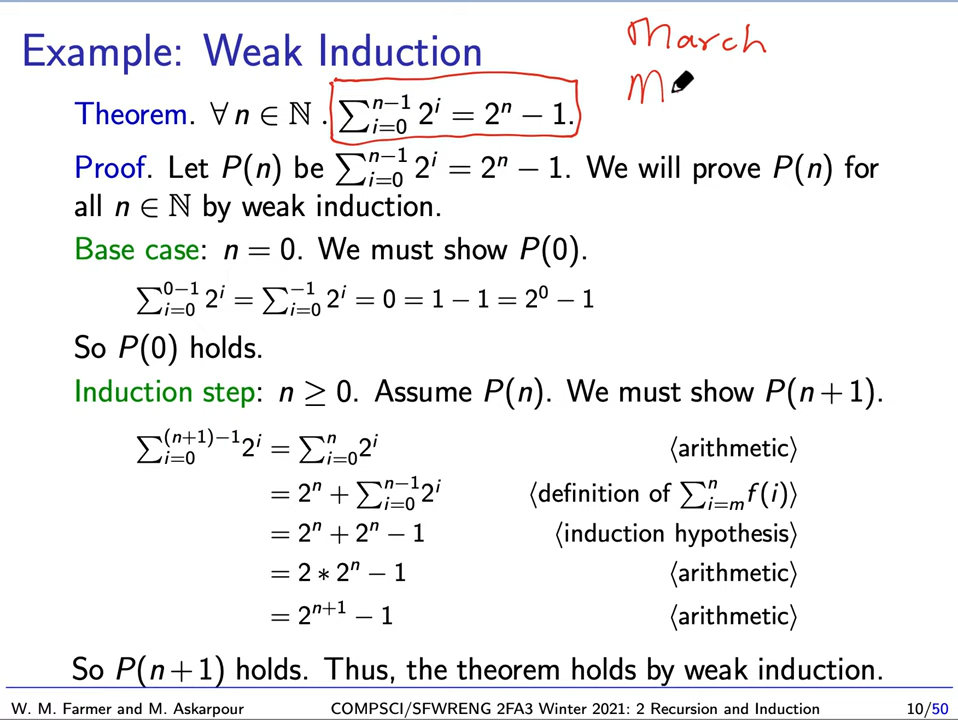 Example: Weak Induction
March
M
Theorem. ∀ n ∈ ℕ . ∑_{i=0}^{n−1} 2^i = 2^n − 1.
Proof. Let P(n) be ∑_{i=0}^{n−1} 2^i = 2^n − 1. We will prove P(n) for
all n ∈ ℕ by weak induction.
Base case: n = 0. We must show P(0).
∑_{i=0}^{0−1} 2^i = ∑_{i=0}^{−1} 2^i = 0 = 1 − 1 = 2^0 − 1
So P(0) holds.
Induction step: n ≥ 0. Assume P(n). We must show P(n + 1).
∑_{i=0}^{(n+1)−1} 2^i = ∑_{i=0}^{n} 2^i ⟨arithmetic⟩
= 2^n + ∑_{i=0}^{n−1} 2^i ⟨definition of ∑_{i=m}^{n} f(i)⟩
= 2^n + 2^n − 1 ⟨induction hypothesis⟩
= 2 ∗ 2^n − 1 ⟨arithmetic⟩
= 2^{n+1} − 1 ⟨arithmetic⟩
So P(n + 1) holds. Thus, the theorem holds by weak induction.
W. M. Farmer and M. Askarpour COMPSCI/SFWRENG 2FA3 Winter 2021: 2 Recursion and Induction 10/50